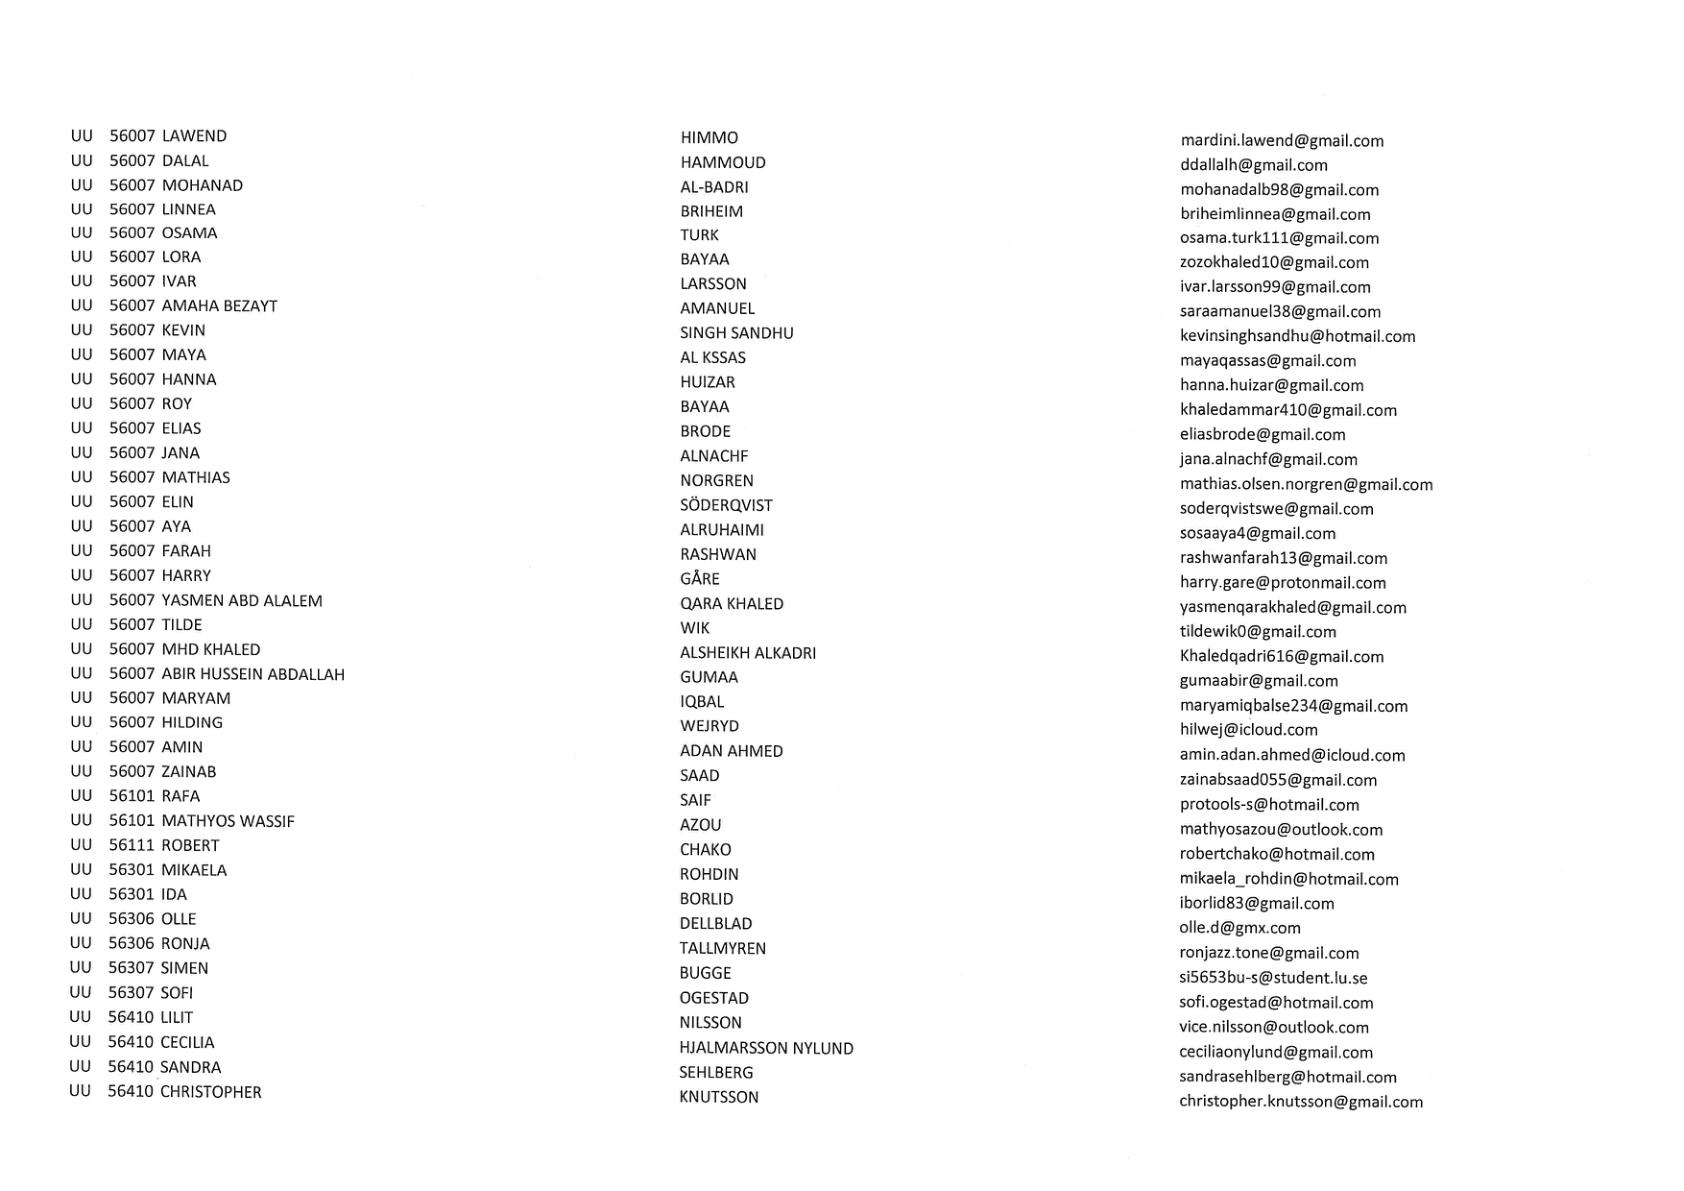 UU 56007 LAWEND HIMMO mardini.lawend@gmail.com
UU 56007 DALAL HAMMOUD ddallalh@gmail.com
UU 56007 MOHANAD AL-BADRI mohanadalb98@gmail.com
UU 56007 LINNEA BRIHEIM briheimlinnea@gmail.com
UU 56007 OSAMA TURK osama.turk111@gmail.com
UU 56007 LORA BAYAA zozokhaled10@gmail.com
UU 56007 IVAR LARSSON ivar.larsson99@gmail.com
UU 56007 AMAHA BEZAYT AMANUEL saraamanuel38@gmail.com
UU 56007 KEVIN SINGH SANDHU kevinsinghsandhu@hotmail.com
UU 56007 MAYA AL KSSAS mayaqassas@gmail.com
UU 56007 HANNA HUIZAR hanna.huizar@gmail.com
UU 56007 ROY BAYAA khaledammar410@gmail.com
UU 56007 ELIAS BRODE eliasbrode@gmail.com
UU 56007 JANA ALNACHF jana.alnachf@gmail.com
UU 56007 MATHIAS NORGREN mathias.olsen.norgren@gmail.com
UU 56007 ELIN SÖDERQVIST soderqvistswe@gmail.com
UU 56007 AYA ALRUHAIMI sosaaya4@gmail.com
UU 56007 FARAH RASHWAN rashwanfarah13@gmail.com
UU 56007 HARRY GÅRE harry.gare@protonmail.com
UU 56007 YASMEN ABD ALALEM QARA KHALED yasmenqarakhaled@gmail.com
UU 56007 TILDE WIK tildewik0@gmail.com
UU 56007 MHD KHALED ALSHEIKH ALKADRI Khaledqadri616@gmail.com
UU 56007 ABIR HUSSEIN ABDALLAH GUMAA gumaabir@gmail.com
UU 56007 MARYAM IQBAL maryamiqbalse234@gmail.com
UU 56007 HILDING WEJRYD hilwej@icloud.com
UU 56007 AMIN ADAN AHMED amin.adan.ahmed@icloud.com
UU 56007 ZAINAB SAAD zainabsaad055@gmail.com
UU 56101 RAFA SAIF protools-s@hotmail.com
UU 56101 MATHYOS WASSIF AZOU mathyosazou@outlook.com
UU 56111 ROBERT CHAKO robertchako@hotmail.com
UU 56301 MIKAELA ROHDIN mikaela_rohdin@hotmail.com
UU 56301 IDA BORLID iborlid83@gmail.com
UU 56306 OLLE DELLBLAD olle.d@gmx.com
UU 56306 RONJA TALLMYREN ronjazz.tone@gmail.com
UU 56307 SIMEN BUGGE si5653bu-s@student.lu.se
UU 56307 SOFI OGESTAD sofi.ogestad@hotmail.com
UU 56410 LILIT NILSSON vice.nilsson@outlook.com
UU 56410 CECILIA HJALMARSSON NYLUND ceciliaonylund@gmail.com
UU 56410 SANDRA SEHLBERG sandrasehlberg@hotmail.com
UU 56410 CHRISTOPHER KNUTSSON christopher.knutsson@gmail.com